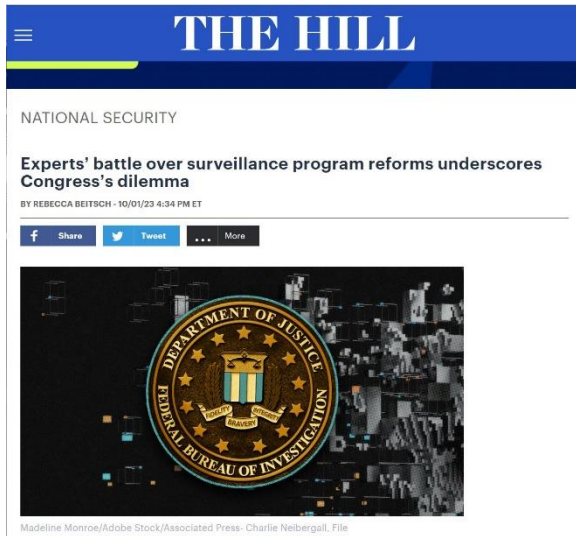 THE HILL
NATIONAL SECURITY
Experts' battle over surveillance program reforms underscores
Congress's dilemma
BY REBECCA BEITSCH - 10/01/23 4:34 PM ET
Share
Tweet
... More
DEPARTMENT OF JUSTICE
FIDELITY
BRAVERY
INTEGRITY
FEDERAL BUREAU OF INVESTIGATION
Madeline Monroe/Adobe Stock/Associated Press- Charlie Neibergall, File